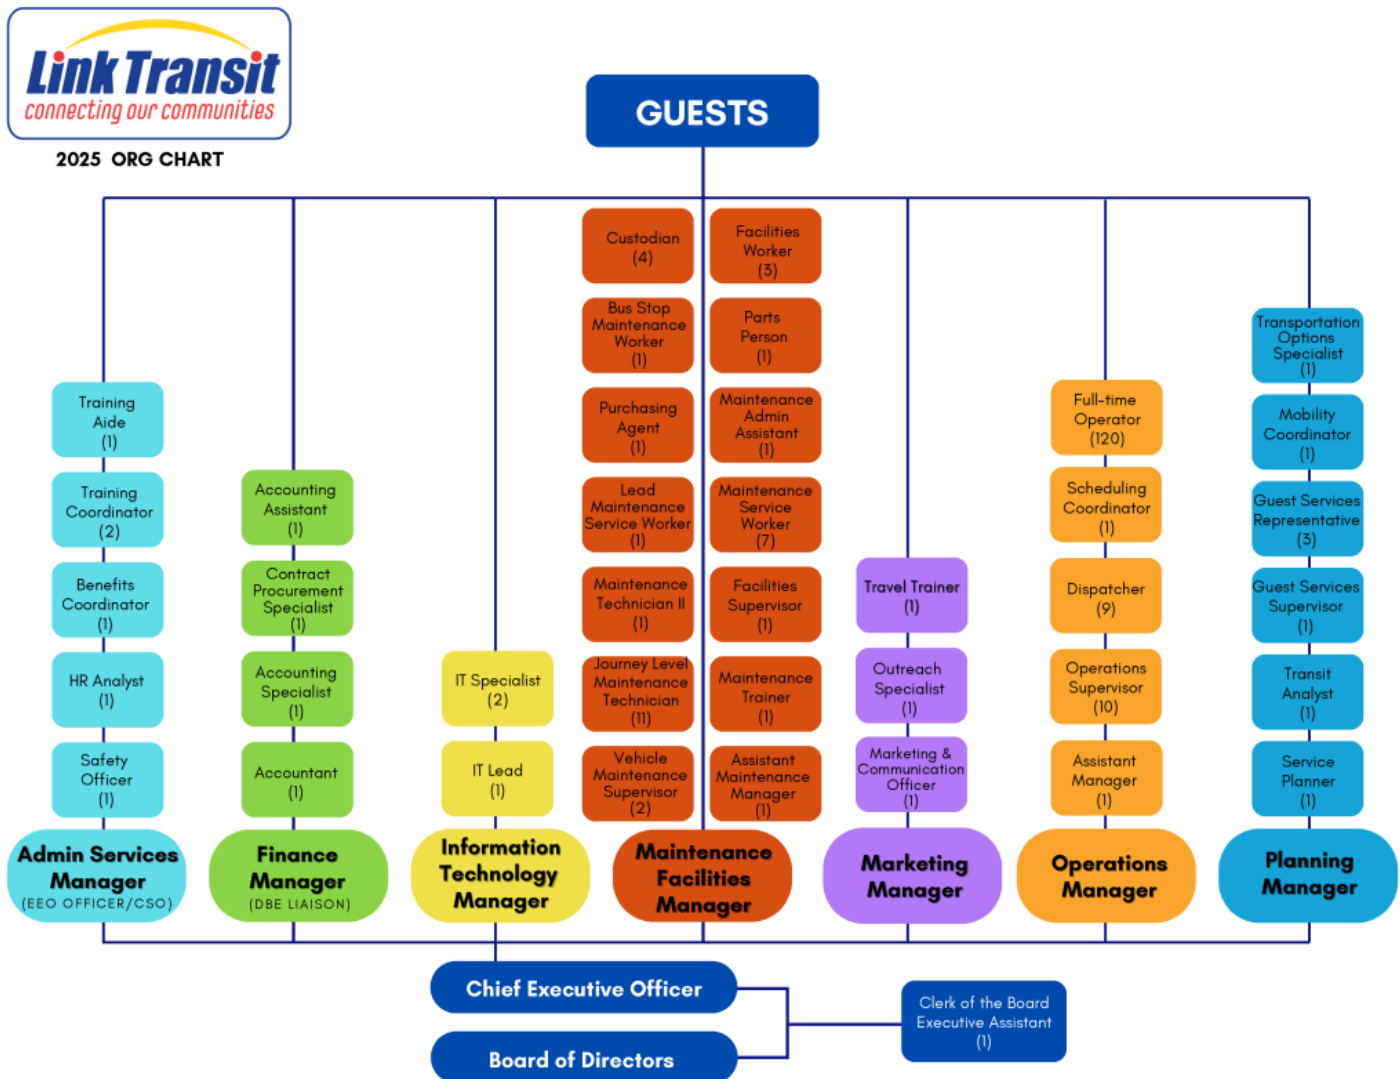 Link Transit
connecting our communities
2025 ORG CHART
GUESTS
Training
Aide
(1)
Training
Coordinator
(2)
Benefits
Coordinator
(1)
HR Analyst
(1)
Safety
Officer
(1)
Admin Services
Manager
(EEO OFFICER/CSO)
Accounting
Assistant
(1)
Contract
Procurement
Specialist
(1)
Accounting
Specialist
(1)
Accountant
(1)
Finance
Manager
(DBE LIAISON)
IT Specialist
(2)
IT Lead
(1)
Information
Technology
Manager
Custodian
(4)
Facilities
Worker
(3)
Bus Stop
Maintenance
Worker
(1)
Parts
Person
(1)
Purchasing
Agent
(1)
Maintenance
Admin
Assistant
(1)
Lead
Maintenance
Service Worker
(1)
Maintenance
Service
Worker
(7)
Maintenance
Technician II
(1)
Facilities
Supervisor
(1)
Journey Level
Maintenance
Technician
(11)
Maintenance
Trainer
(1)
Vehicle
Maintenance
Supervisor
(2)
Assistant
Maintenance
Manager
(1)
Maintenance
Facilities
Manager
Travel Trainer
(1)
Outreach
Specialist
(1)
Marketing &
Communication
Officer
(1)
Marketing
Manager
Full-time
Operator
(120)
Scheduling
Coordinator
(1)
Dispatcher
(9)
Operations
Supervisor
(10)
Assistant
Manager
(1)
Operations
Manager
Transportation
Options
Specialist
(1)
Mobility
Coordinator
(1)
Guest Services
Representative
(3)
Guest Services
Supervisor
(1)
Transit
Analyst
(1)
Service
Planner
(1)
Planning
Manager
Chief Executive Officer
Board of Directors
Clerk of the Board
Executive Assistant
(1)